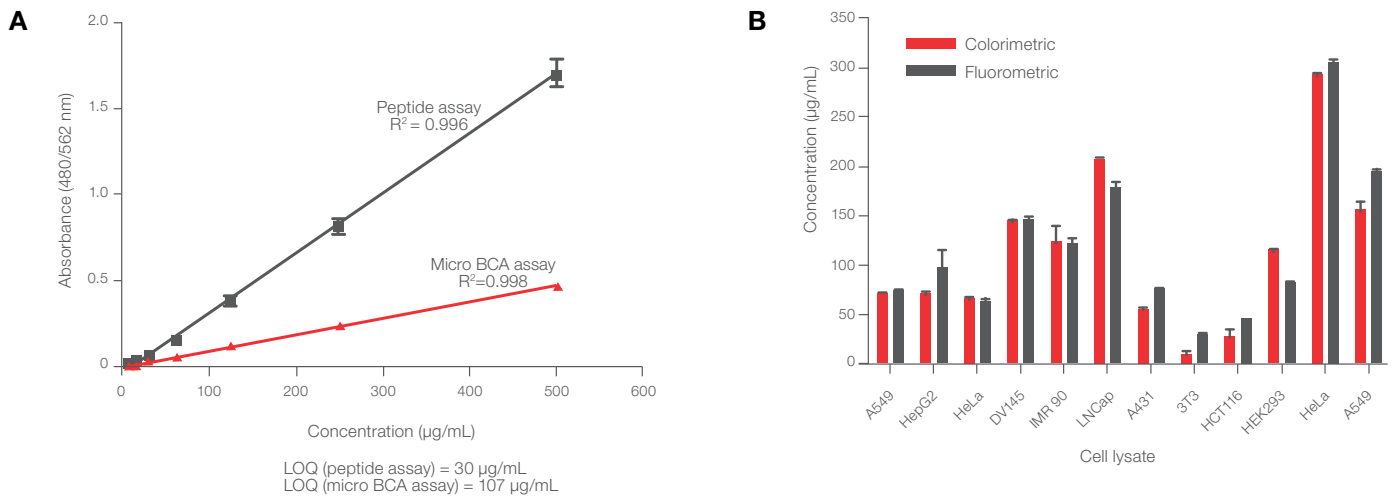 A
2.0
1.5
1.0
0.5
0
Absorbance (480/562 nm)
Peptide assay
R² = 0.996
Micro BCA assay
R²=0.998
0 100 200 300 400 500 600
Concentration (µg/mL)
LOQ (peptide assay) = 30 µg/mL
LOQ (micro BCA assay) = 107 µg/mL
B
350
300
250
200
150
100
50
0
Concentration (µg/mL)
Colorimetric
Fluorometric
A549 HepG2 HeLa DV145 IMR 90 LNCap A431 3T3 HCT116 HEK293 HeLa A549
Cell lysate